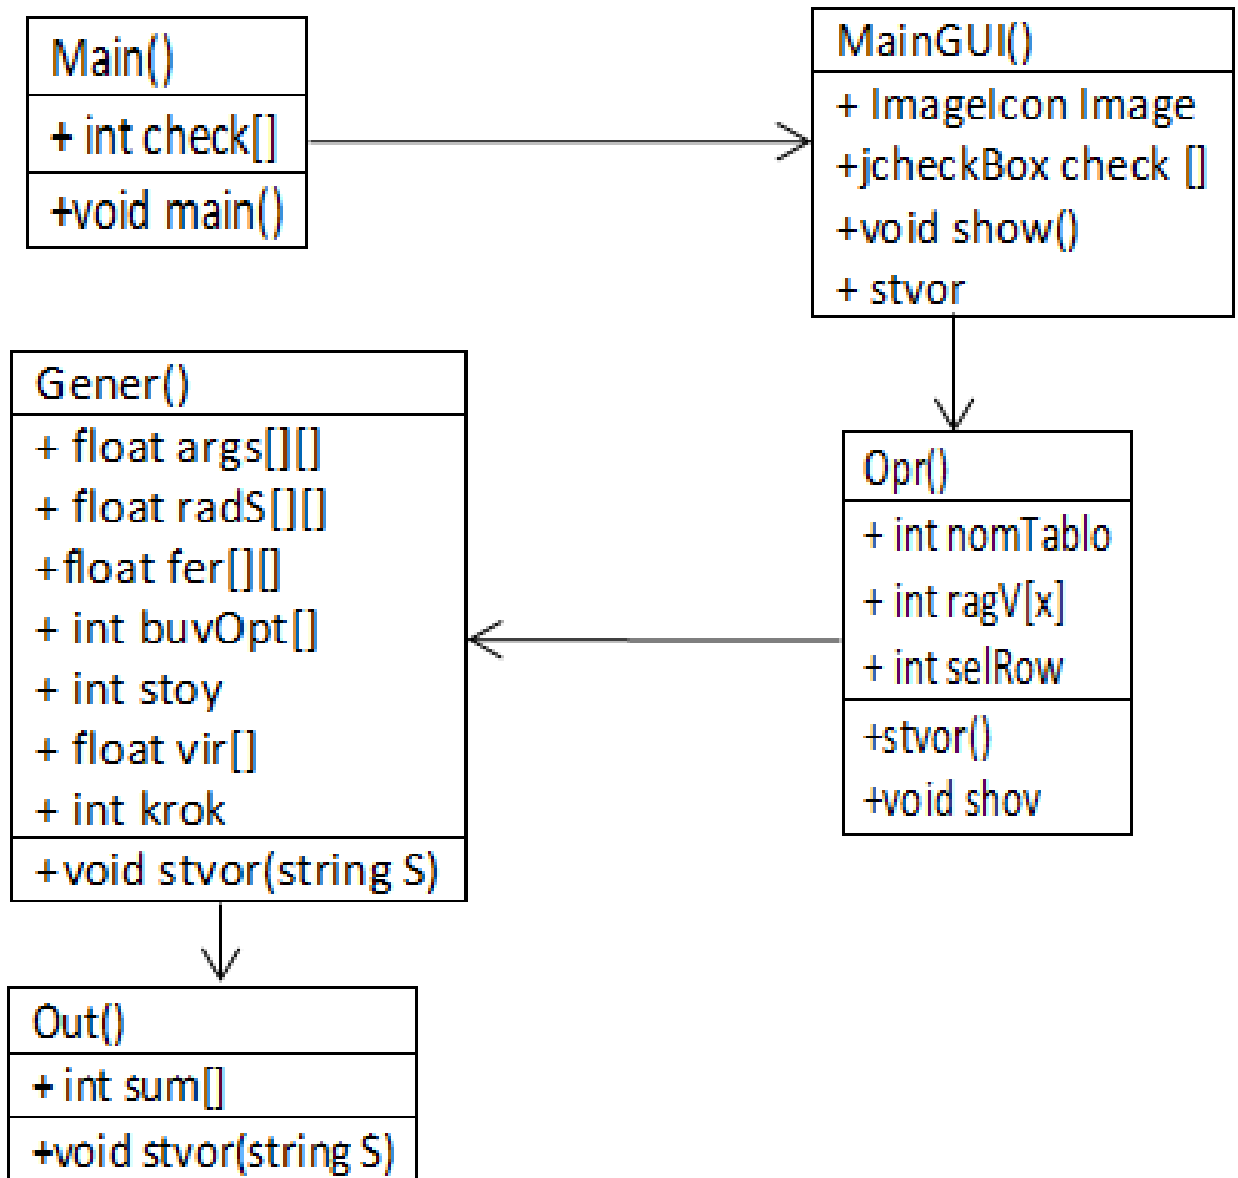 Main()
+ int check[]
+void main()
MainGUI()
+ ImageIcon Image
+jcheckBox check []
+void show()
+ stvor
Opr()
+ int nomTablo
+ int ragV[x]
+ int selRow
+stvor()
+void shov
Gener()
+ float args[][]
+ float radS[][]
+float fer[][]
+ int buvOpt[]
+ int stoy
+ float vir[]
+ int krok
+void stvor(string S)
Out()
+ int sum[]
+void stvor(string S)